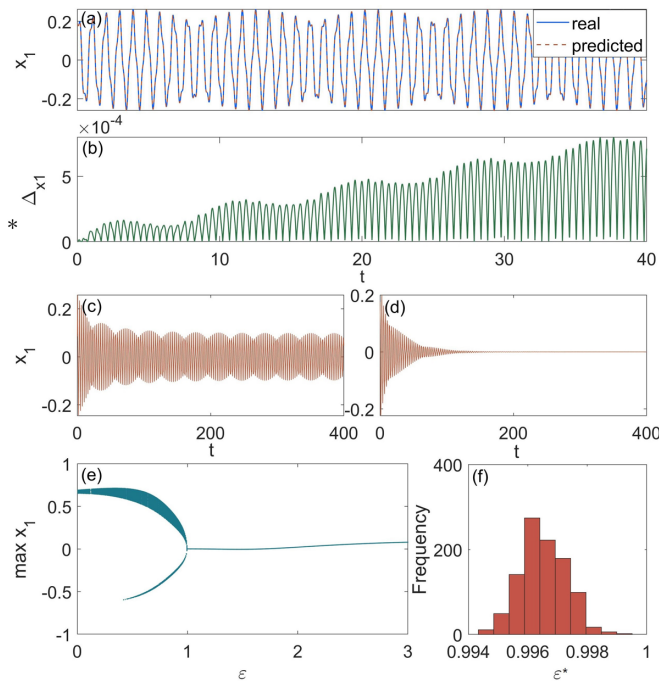 (a)
real
predicted
x1
0.2
0
-0.2
×10-4
(b)
* Δx1
5
0
0 10 20 30 40
t
(c)
x1
0.2
0
-0.2
0 200 400
t
(d)
0.2
0
0.2
0 200 400
t
(e)
max x1
1
0.5
0
-0.5
-1
0 1 2 3
ε
(f)
Frequency
400
200
0
0.994 0.996 0.998 1
ε*